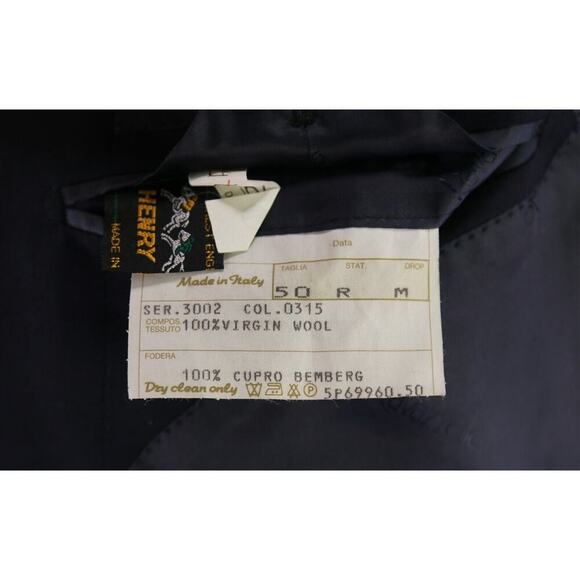 HENRY
MADE IN
Data
Made in Italy
TAGLIA STAT. DROP
50 R M
SER.3002 COL.0315
COMPOS. TESSUTO 100%VIRGIN WOOL
FODERA
100% CUPRO BEMBERG
Dry clean only P 5P69960.50